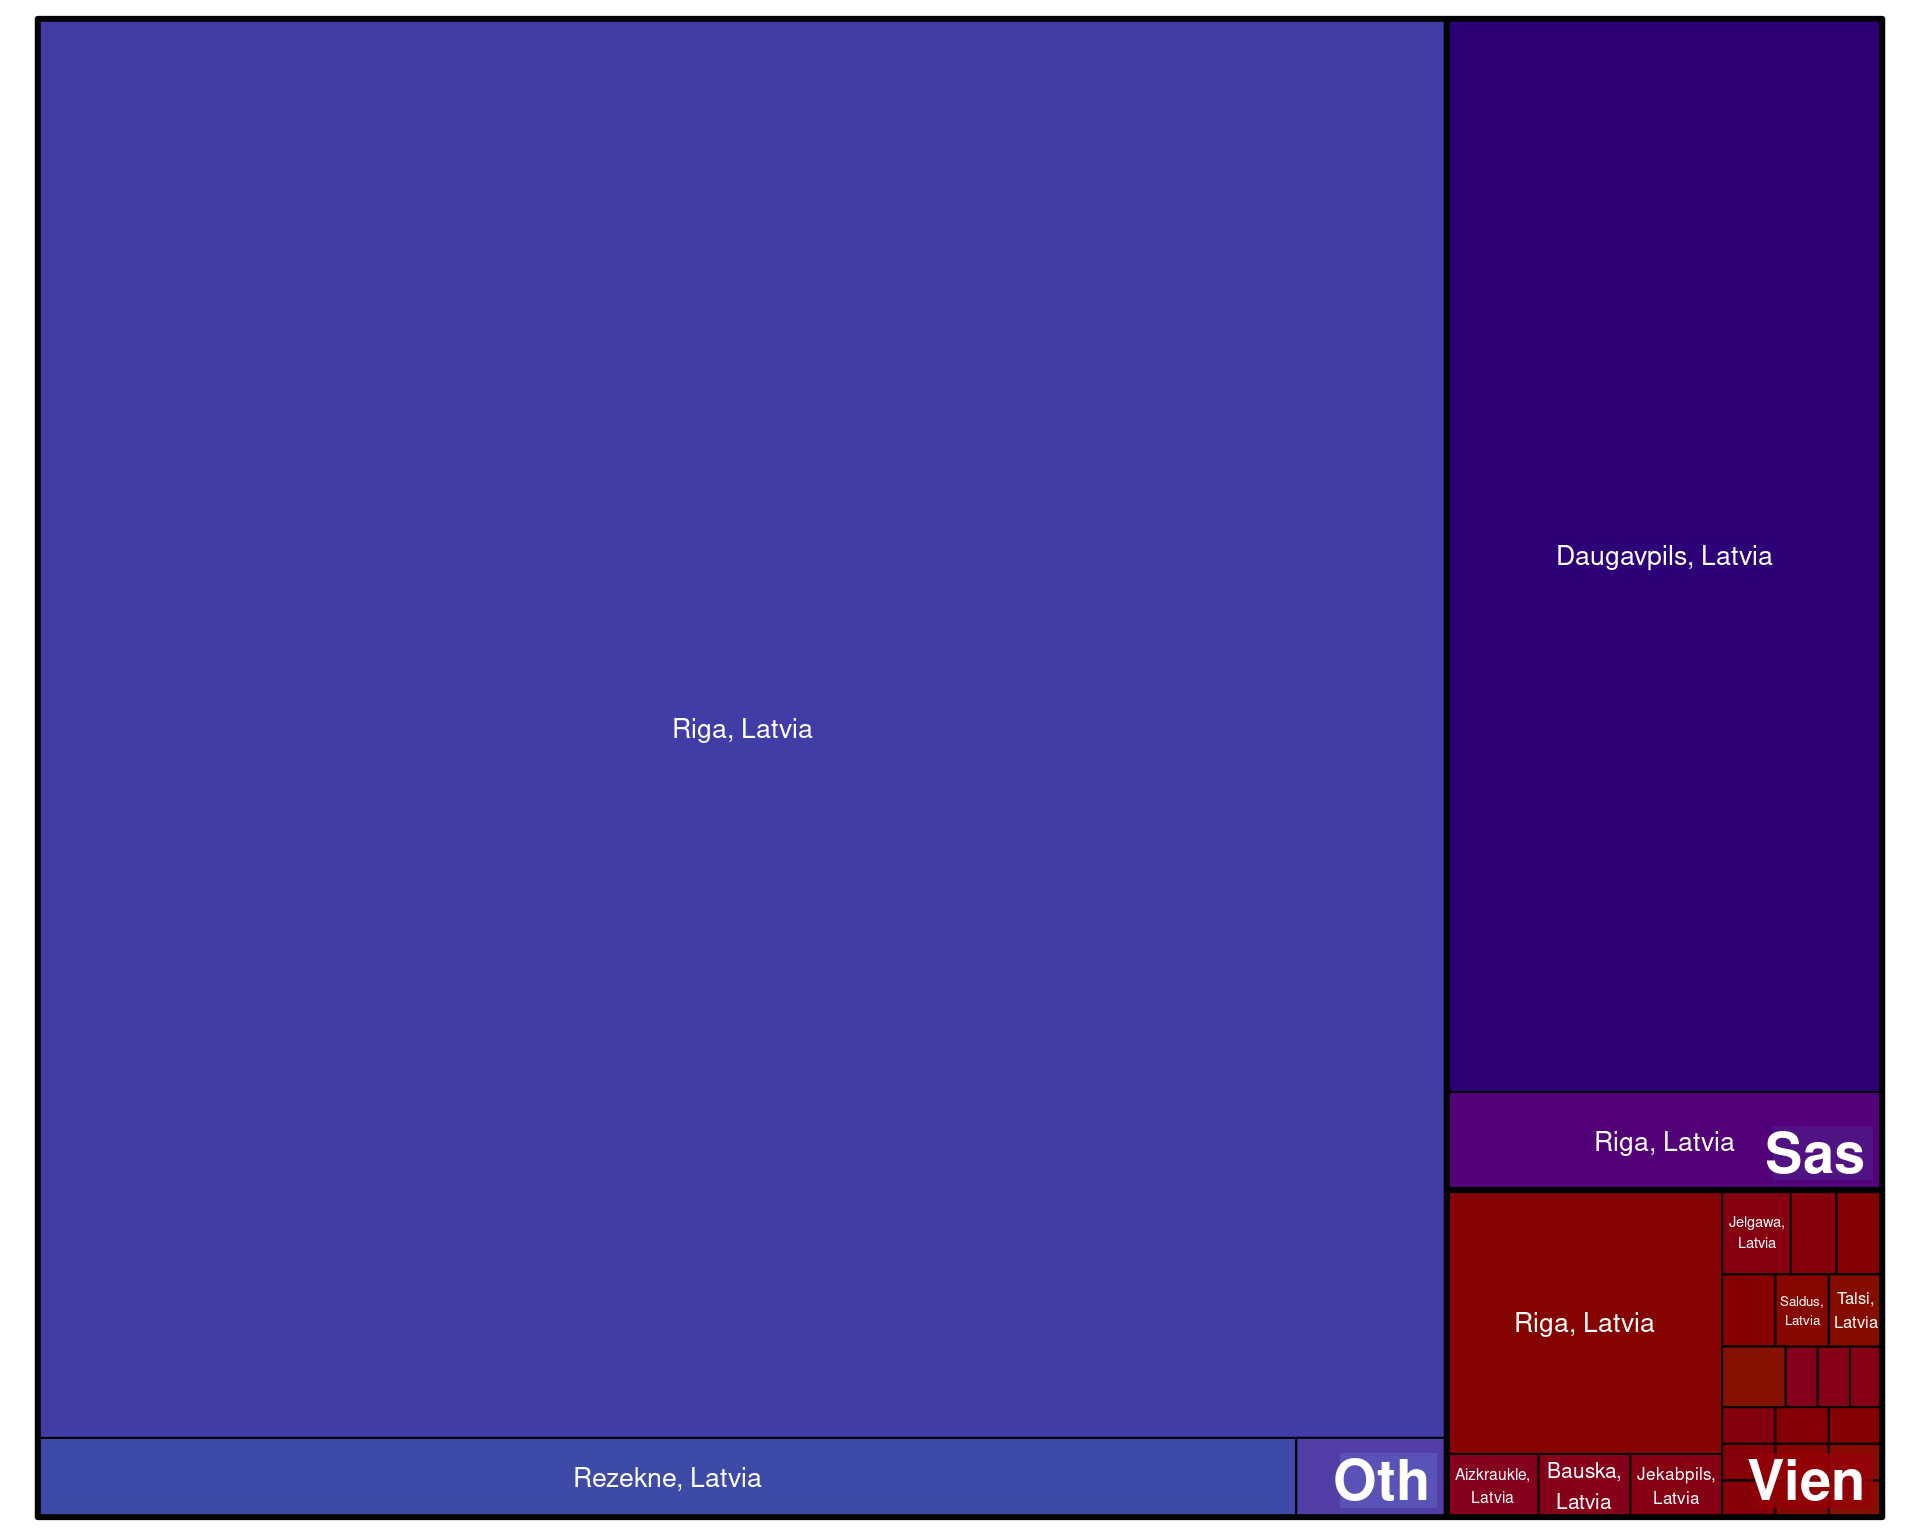 Riga, Latvia
Rezekne, Latvia
Oth
Daugavpils, Latvia
Riga, Latvia
Sas
Riga, Latvia
Jelgawa,
Latvia
Saldus,
Latvia
Talsi,
Latvia
Aizkraukle,
Latvia
Bauska,
Latvia
Jekabpils,
Latvia
Vien